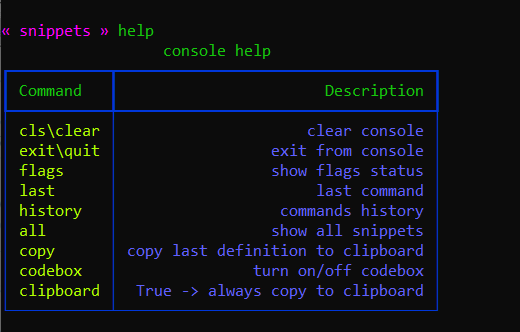 « snippets » help
console help
Command Description
cls\clear clear console
exit\quit exit from console
flags show flags status
last last command
history commands history
all show all snippets
copy copy last definition to clipboard
codebox turn on/off codebox
clipboard True -> always copy to clipboard